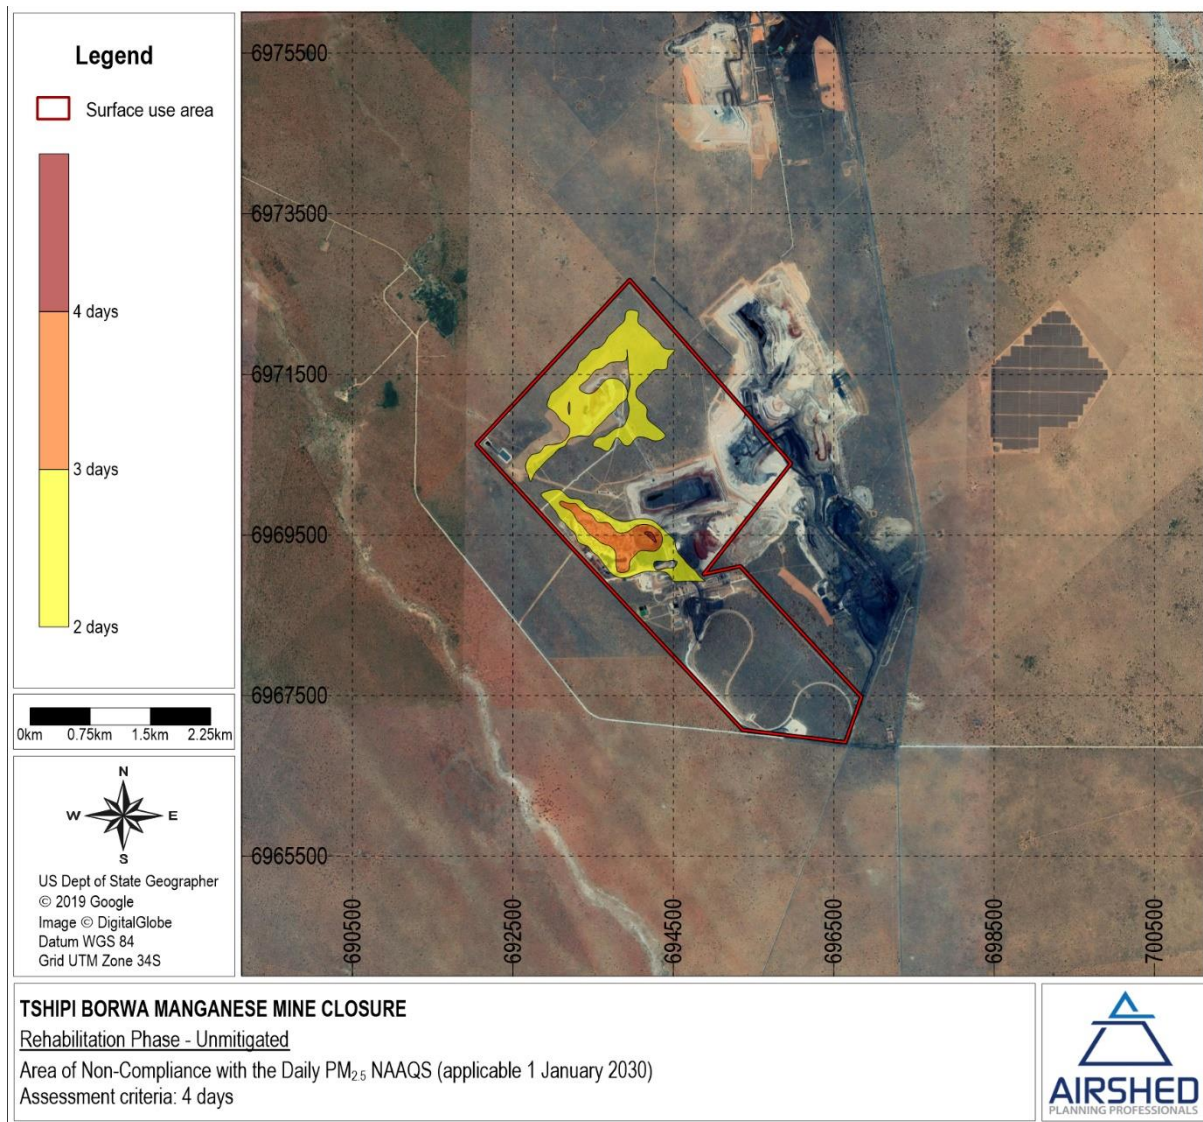 Legend
Surface use area
4 days
3 days
2 days
0km 0.75km 1.5km 2.25km
N
W E
S
US Dept of State Geographer
© 2019 Google
Image © DigitalGlobe
Datum WGS 84
Grid UTM Zone 34S
6975500
6973500
6971500
6969500
6967500
6965500
690500 692500 694500 696500 698500 700500
TSHIPI BORWA MANGANESE MINE CLOSURE
Rehabilitation Phase - Unmitigated
Area of Non-Compliance with the Daily PM2.5 NAAQS (applicable 1 January 2030)
Assessment criteria: 4 days
AIRSHED
PLANNING PROFESSIONALS